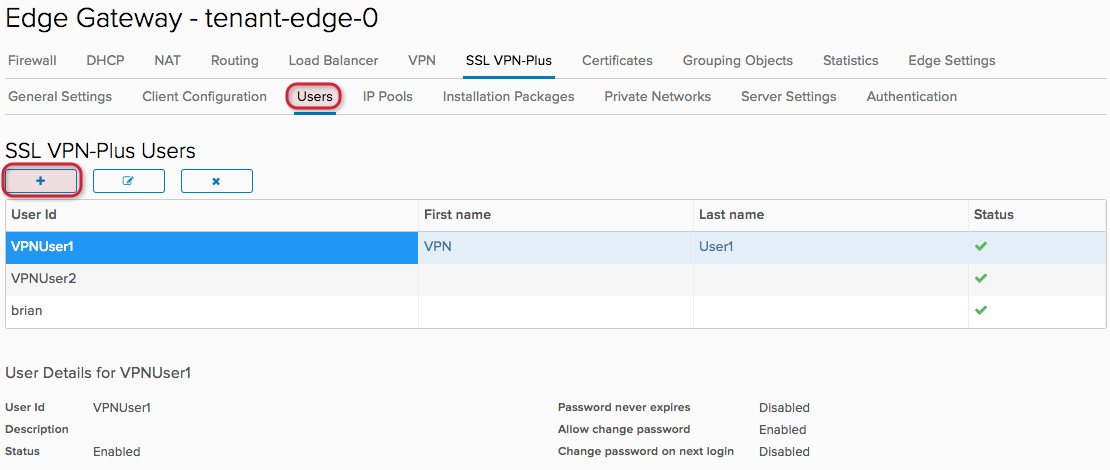 Edge Gateway - tenant-edge-0
Firewall DHCP NAT Routing Load Balancer VPN SSL VPN-Plus Certificates Grouping Objects Statistics Edge Settings
General Settings Client Configuration Users IP Pools Installation Packages Private Networks Server Settings Authentication
SSL VPN-Plus Users
User Id First name Last name Status
VPNUser1 VPN User1
VPNUser2
brian
User Details for VPNUser1
User Id VPNUser1 Password never expires Disabled
Description Allow change password Enabled
Status Enabled Change password on next login Disabled